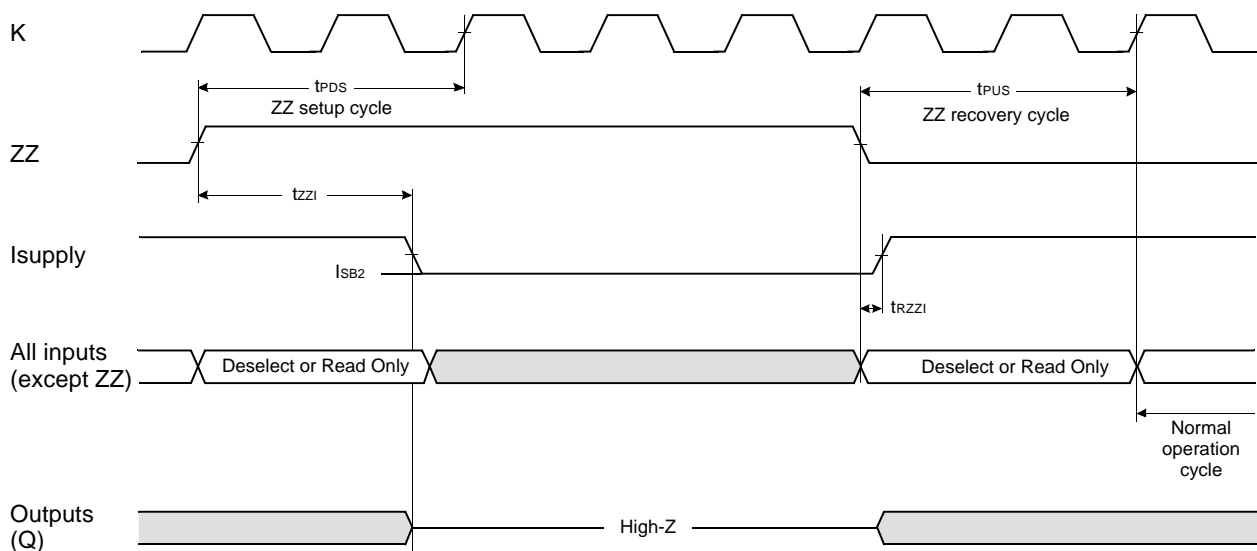 K
tPDS
ZZ setup cycle
tPUS
ZZ recovery cycle
ZZ
tZZI
Isupply
ISB2
tRZZI
All inputs
(except ZZ)
Deselect or Read Only
Deselect or Read Only
Normal
operation
cycle
Outputs
(Q)
High-Z